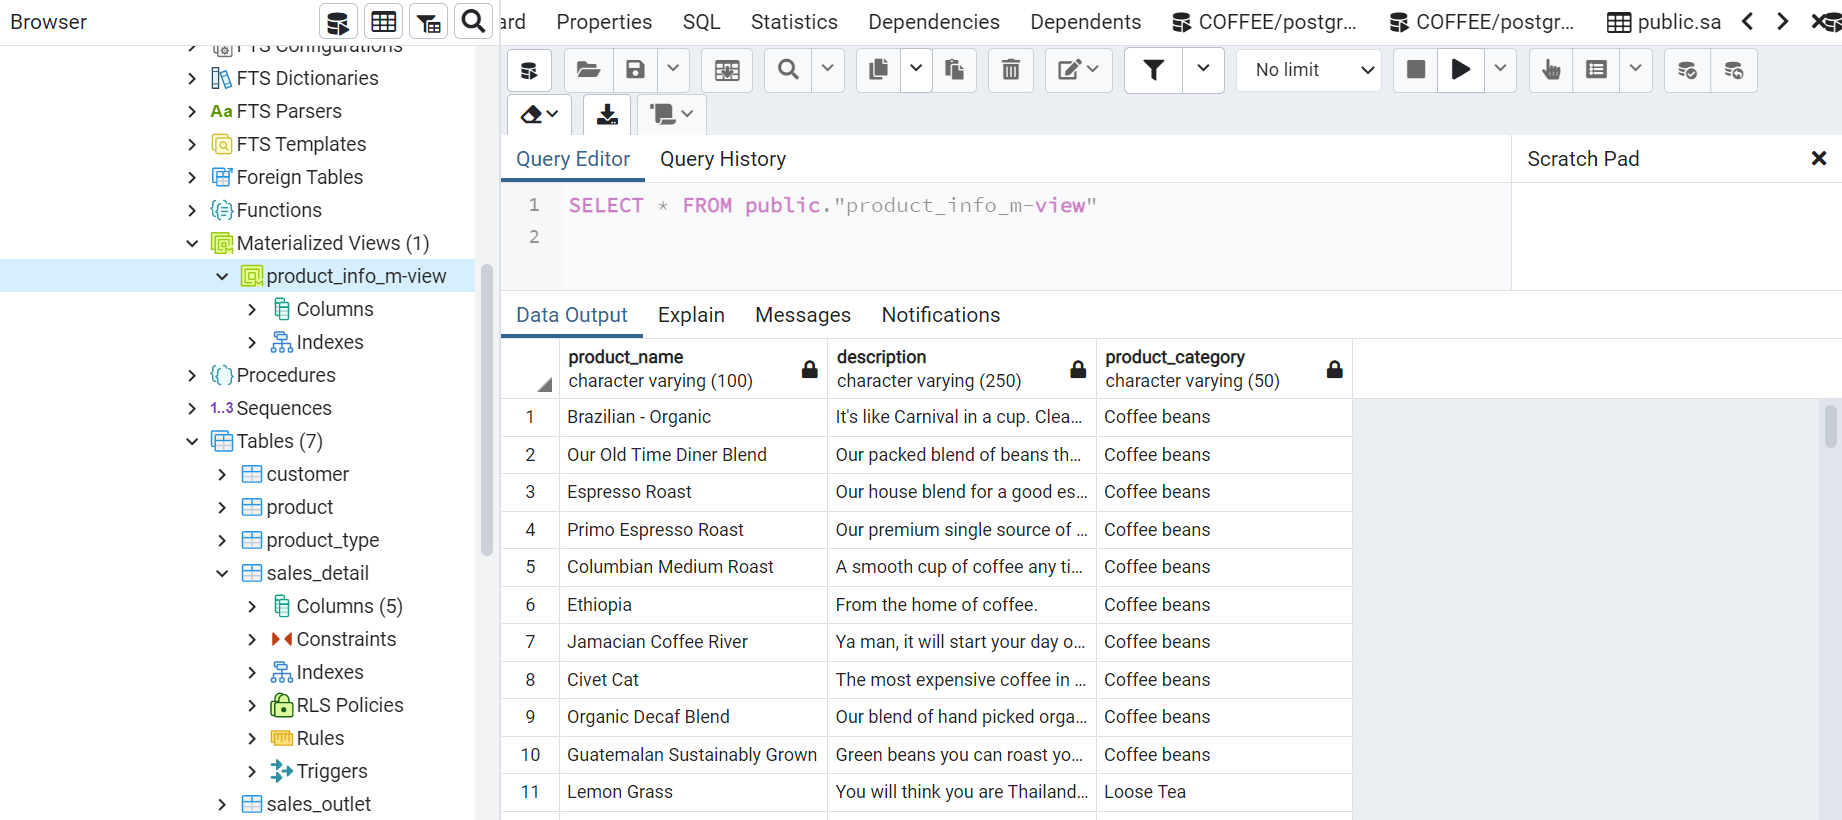 Browser
ard Properties SQL Statistics Dependencies Dependents COFFEE/postgr... COFFEE/postgr... public.sa
FTS Configurations
FTS Dictionaries
Aa FTS Parsers
FTS Templates
Foreign Tables
Functions
Materialized Views (1)
product_info_m-view
Columns
Indexes
Procedures
1..3 Sequences
Tables (7)
customer
product
product_type
sales_detail
Columns (5)
Constraints
Indexes
RLS Policies
Rules
Triggers
sales_outlet
No limit
Query Editor Query History
Scratch Pad
1 SELECT * FROM public."product_info_m-view"
2
Data Output Explain Messages Notifications
product_name description product_category
character varying (100) character varying (250) character varying (50)
1 Brazilian - Organic It's like Carnival in a cup. Clea... Coffee beans
2 Our Old Time Diner Blend Our packed blend of beans th... Coffee beans
3 Espresso Roast Our house blend for a good es... Coffee beans
4 Primo Espresso Roast Our premium single source of ... Coffee beans
5 Columbian Medium Roast A smooth cup of coffee any ti... Coffee beans
6 Ethiopia From the home of coffee. Coffee beans
7 Jamacian Coffee River Ya man, it will start your day o... Coffee beans
8 Civet Cat The most expensive coffee in ... Coffee beans
9 Organic Decaf Blend Our blend of hand picked orga... Coffee beans
10 Guatemalan Sustainably Grown Green beans you can roast yo... Coffee beans
11 Lemon Grass You will think you are Thailand... Loose Tea